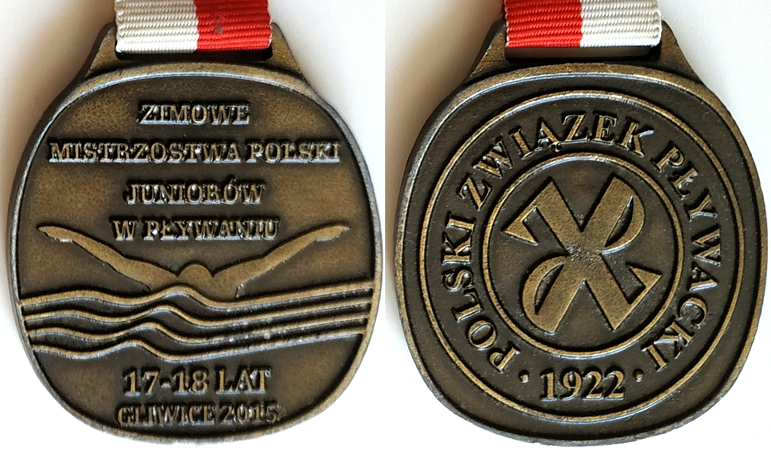 ZIMOWE
MISTRZOSTWA POLSKI
JUNIORÓW
W PŁYWANIU
17-18 LAT
GLIWICE 2015
POLSKI ZWIĄZEK PŁYWACKI
· 1922 ·